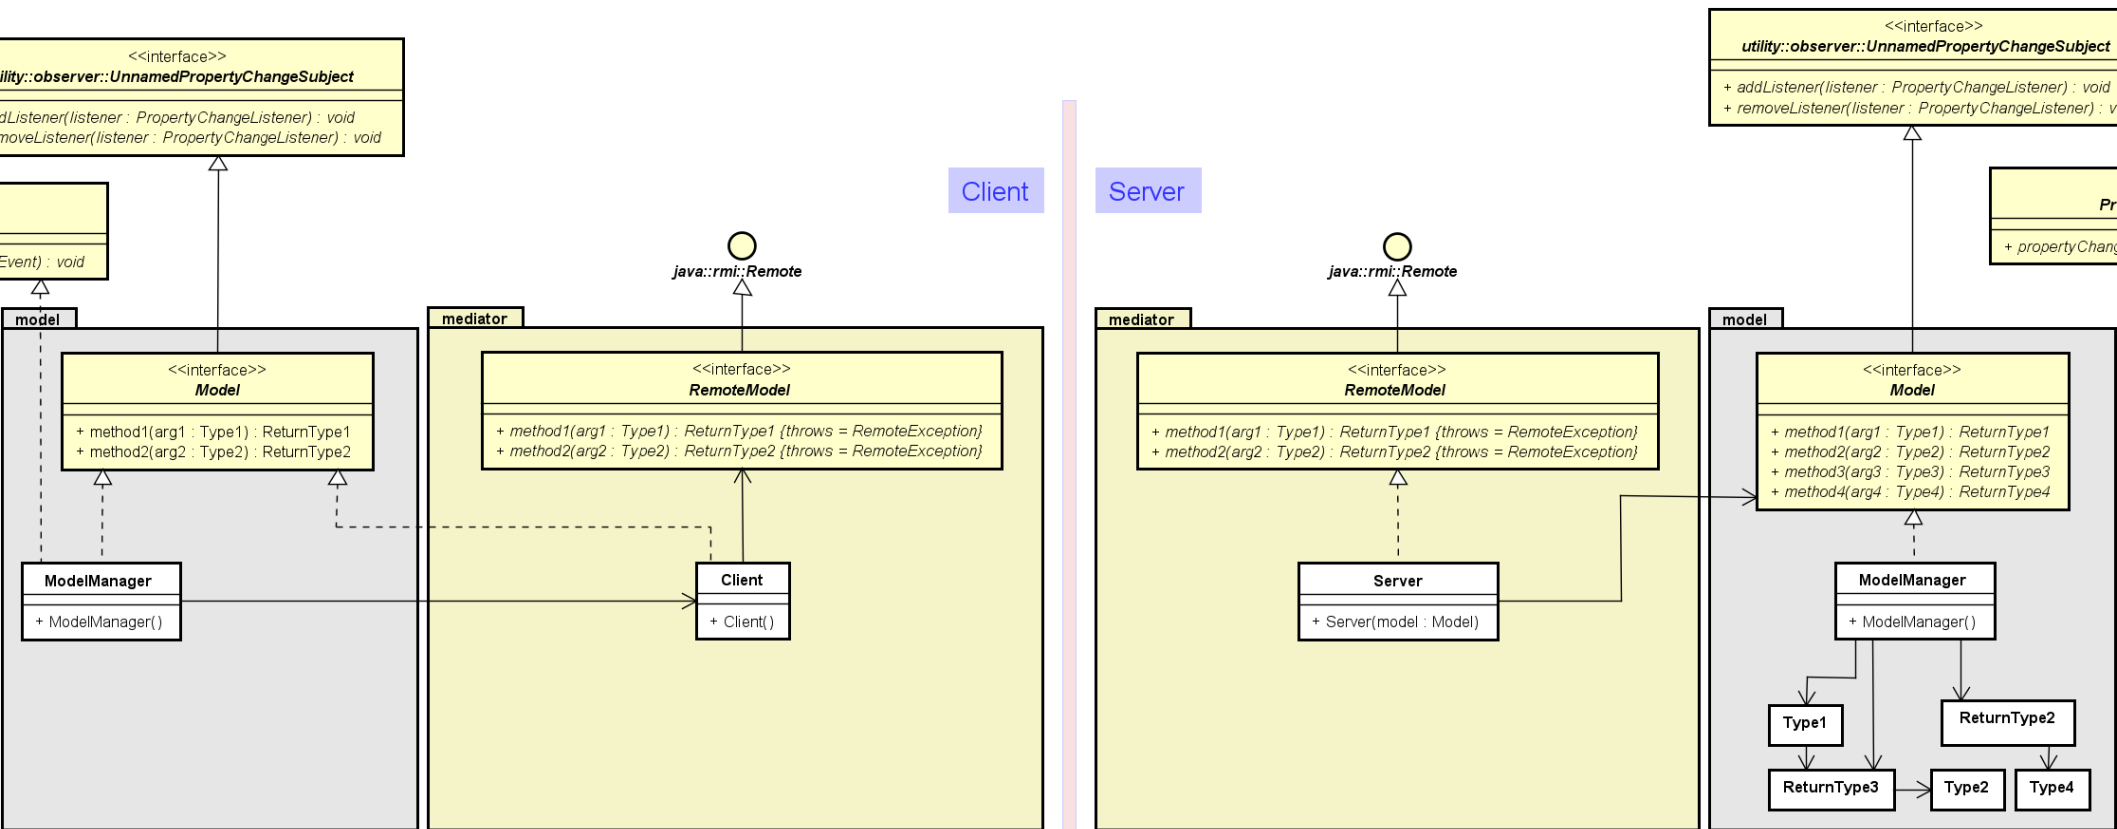 <<interface>>
ility::observer::UnnamedPropertyChangeSubject
dListener(listener : PropertyChangeListener) : void
moveListener(listener : PropertyChangeListener) : void
Event) : void
model
<<interface>>
Model
+ method1(arg1 : Type1) : ReturnType1
+ method2(arg2 : Type2) : ReturnType2
ModelManager
+ ModelManager()
Client
java::rmi::Remote
mediator
<<interface>>
RemoteModel
+ method1(arg1 : Type1) : ReturnType1 {throws = RemoteException}
+ method2(arg2 : Type2) : ReturnType2 {throws = RemoteException}
Client
+ Client()
Server
java::rmi::Remote
mediator
<<interface>>
RemoteModel
+ method1(arg1 : Type1) : ReturnType1 {throws = RemoteException}
+ method2(arg2 : Type2) : ReturnType2 {throws = RemoteException}
Server
+ Server(model : Model)
<<interface>>
utility::observer::UnnamedPropertyChangeSubject
+ addListener(listener : PropertyChangeListener) : void
+ removeListener(listener : PropertyChangeListener) : v
Pr
+ propertyChang
model
<<interface>>
Model
+ method1(arg1 : Type1) : ReturnType1
+ method2(arg2 : Type2) : ReturnType2
+ method3(arg3 : Type3) : ReturnType3
+ method4(arg4 : Type4) : ReturnType4
ModelManager
+ ModelManager()
Type1
ReturnType2
ReturnType3
Type2
Type4